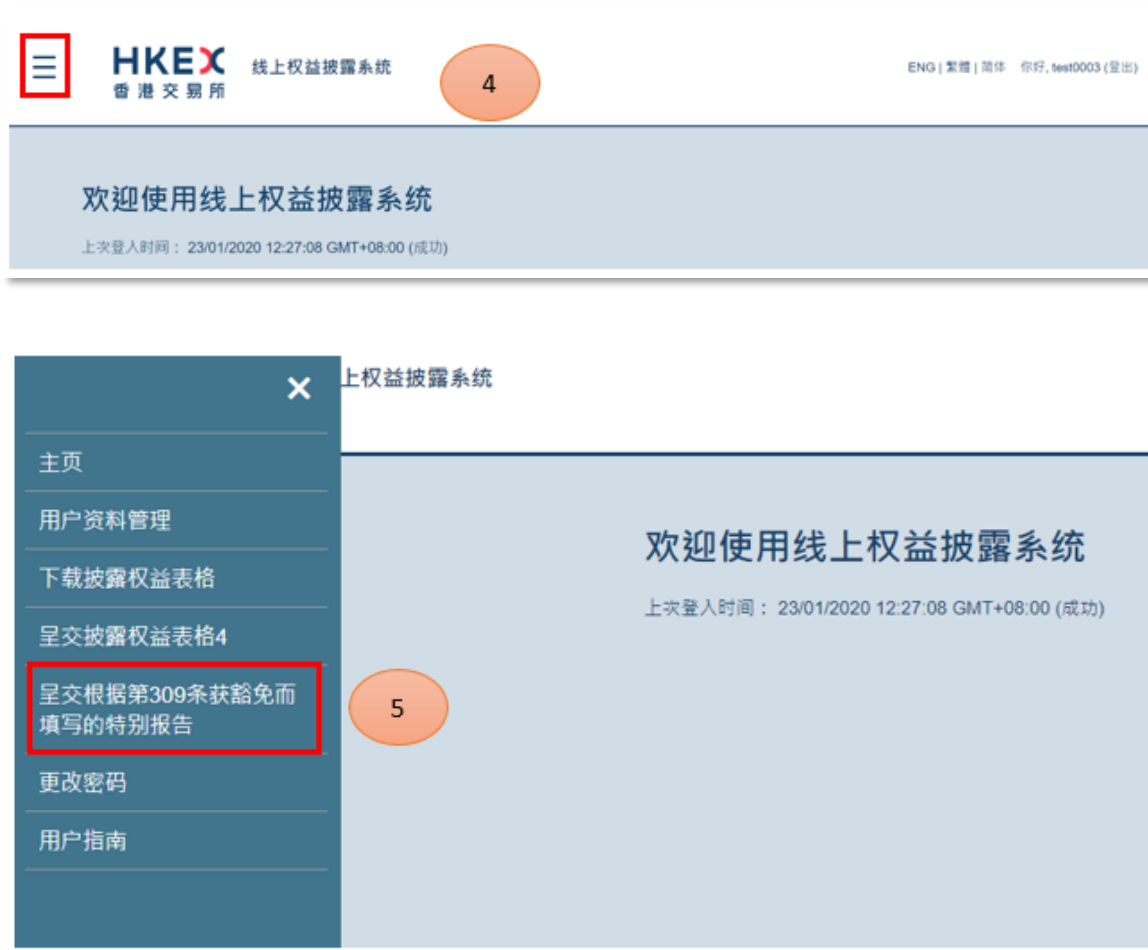 HKEX
香港交易所
线上权益披露系统
4
ENG | 繁體 | 简体 你好, test0003 (登出)
欢迎使用线上权益披露系统
上次登入时间： 23/01/2020 12:27:08 GMT+08:00 (成功)
上权益披露系统
主页
用户资料管理
下载披露权益表格
呈交披露权益表格4
呈交根据第309条获豁免而
填写的特别报告
5
更改密码
用户指南
欢迎使用线上权益披露系统
上次登入时间： 23/01/2020 12:27:08 GMT+08:00 (成功)